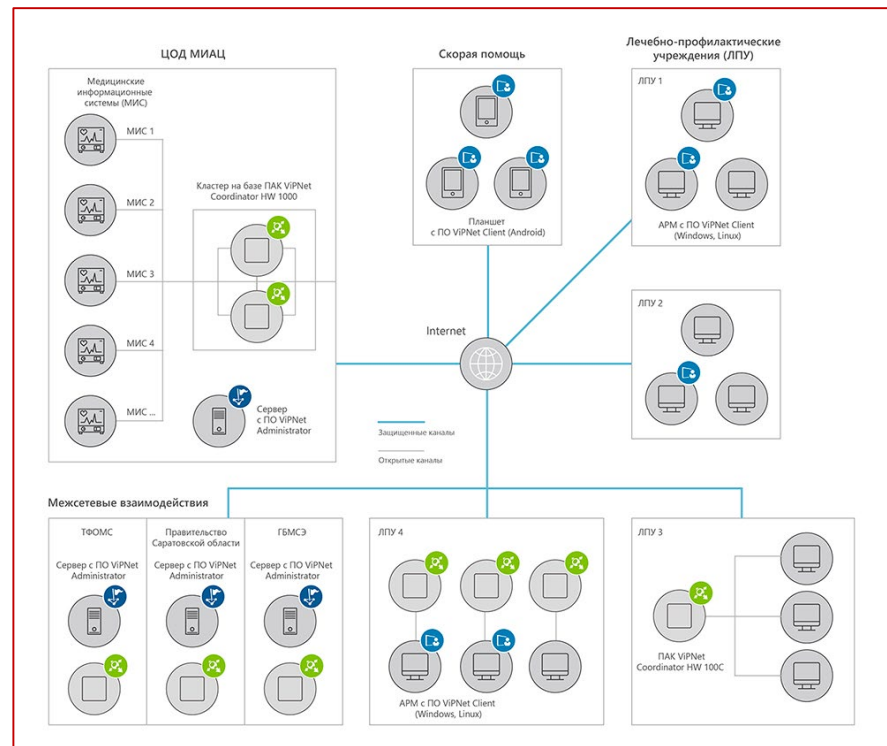 ЦОД МИАЦ
Медицинские
информационные
системы (МИС)
МИС 1
МИС 2
МИС 3
МИС 4
МИС ...
Кластер на базе ПАК ViPNet
Coordinator HW 1000
Сервер
с ПО ViPNet
Administrator
Скорая помощь
Планшет
с ПО ViPNet Client (Android)
Лечебно-профилактические
учреждения (ЛПУ)
ЛПУ 1
АРМ с ПО ViPNet Client
(Windows, Linux)
ЛПУ 2
Internet
Защищенные каналы
Открытые каналы
Межсетевые взаимодействия
ТФОМС
Сервер с ПО ViPNet
Administrator
Правительство
Саратовской области
Сервер с ПО ViPNet
Administrator
ГБМСЭ
Сервер с ПО ViPNet
Administrator
ЛПУ 4
АРМ с ПО ViPNet Client
(Windows, Linux)
ЛПУ 3
ПАК ViPNet
Coordinator HW 100C